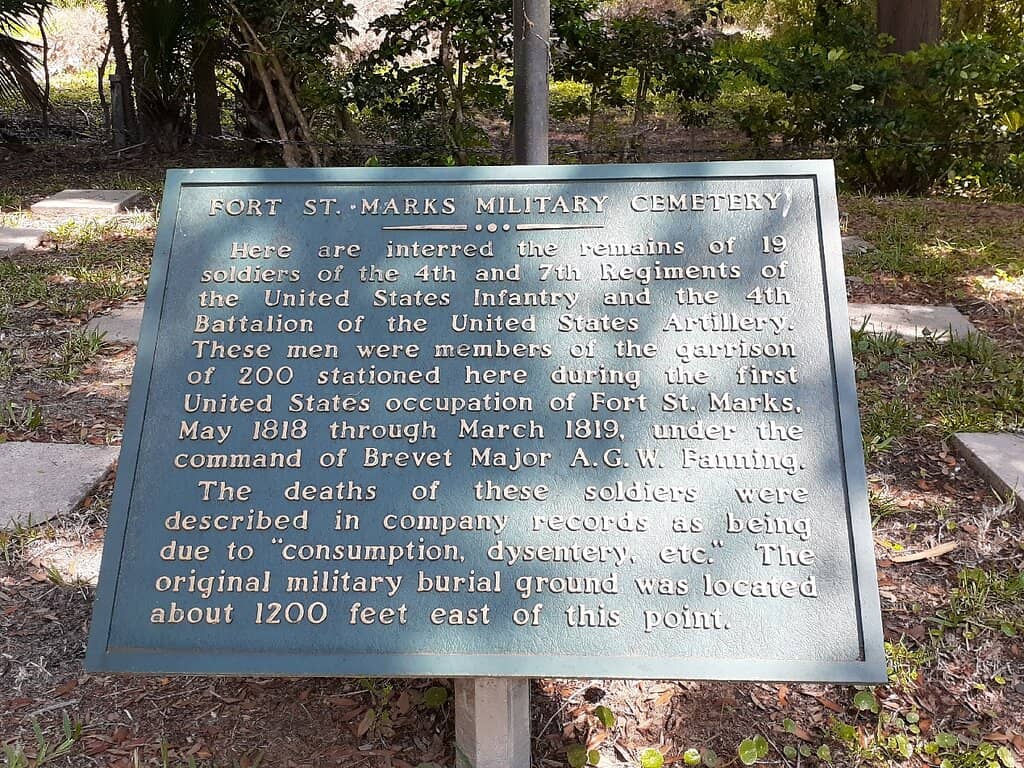 FORT ST. MARKS MILITARY CEMETERY
Here are interred the remains of 19
soldiers of the 4th and 7th Regiments of
the United States Infantry and the 4th
Battalion of the United States Artillery.
These men were members of the garrison
of 200 stationed here during the first
United States occupation of Fort St. Marks,
May 1818 through March 1819, under the
command of Brevet Major A.G.W. Fanning.
The deaths of these soldiers were
described in company records as being
due to "consumption, dysentery, etc." The
original military burial ground was located
about 1200 feet east of this point.